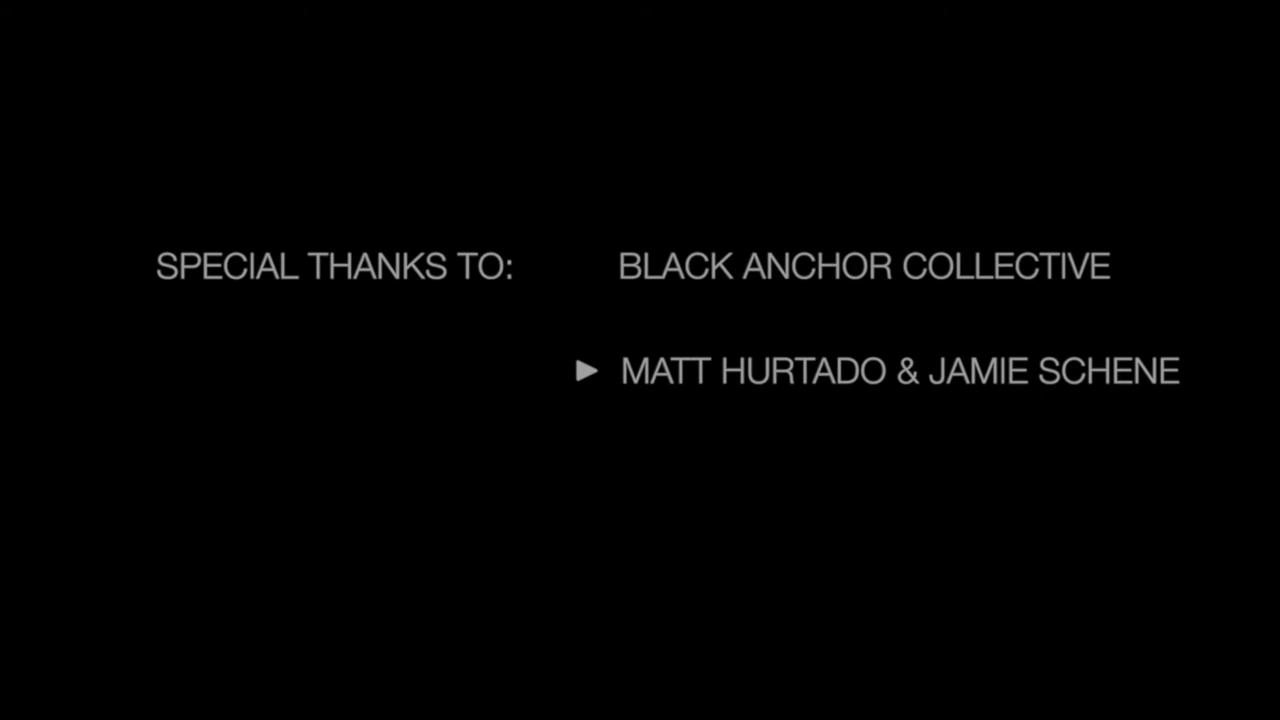 SPECIAL THANKS TO: BLACK ANCHOR COLLECTIVE
► MATT HURTADO & JAMIE SCHENE